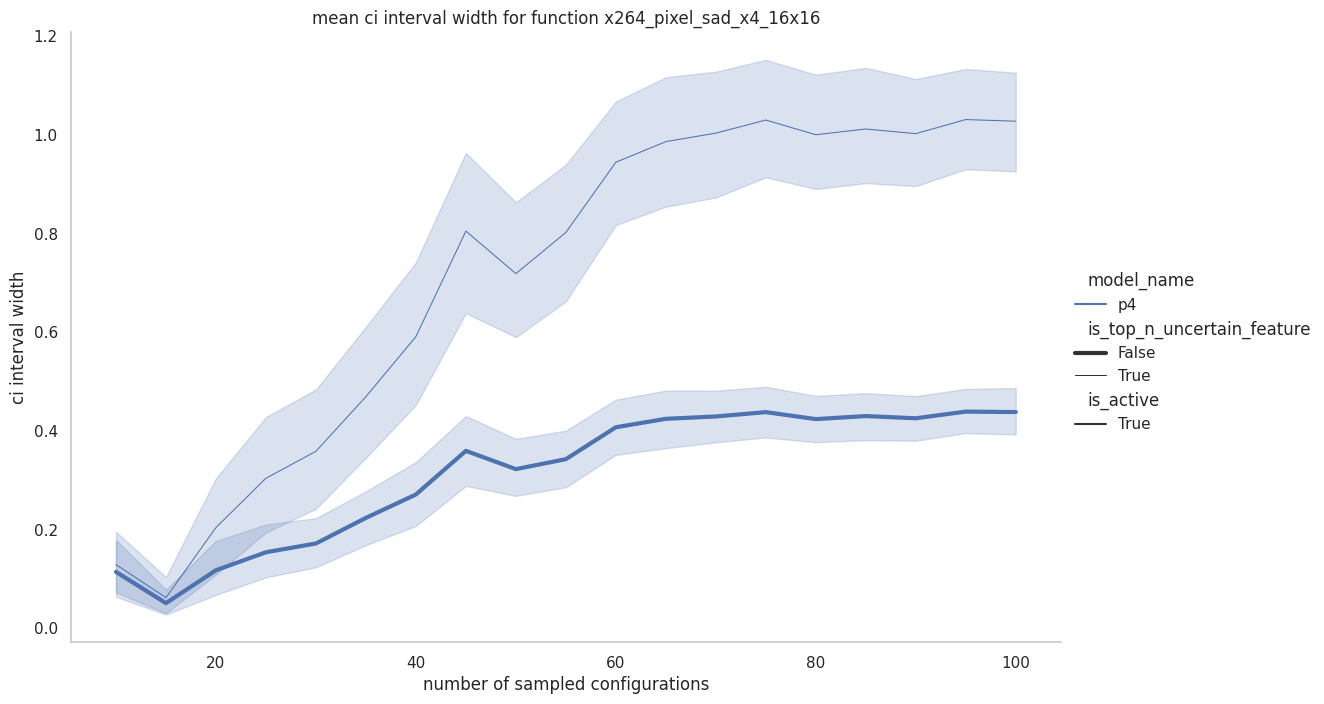 mean ci interval width for function x264_pixel_sad_x4_16x16
1.2
1.0
0.8
0.6
0.4
0.2
0.0
ci interval width
20
40
60
80
100
number of sampled configurations
model_name
p4
is_top_n_uncertain_feature
False
True
is_active
True